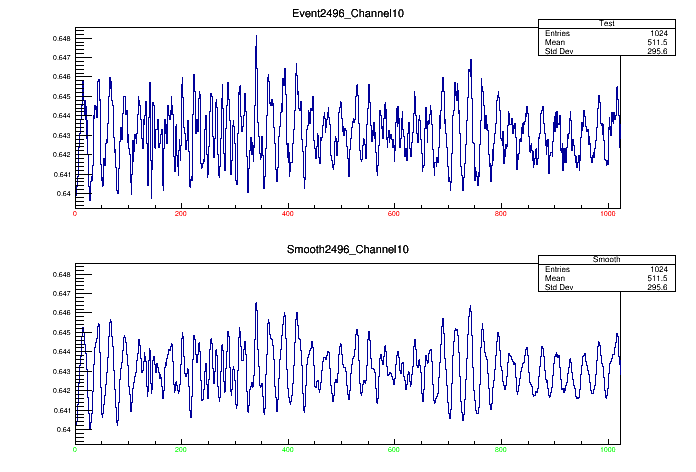 Event2496_Channel10
Test
Entries 1024
Mean 511.5
Std Dev 295.6
0.648
0.647
0.646
0.645
0.644
0.643
0.642
0.641
0.64
0 200 400 600 800 1000
Smooth2496_Channel10
Smooth
Entries 1024
Mean 511.5
Std Dev 295.6
0.648
0.647
0.646
0.645
0.644
0.643
0.642
0.641
0.64
0 200 400 600 800 1000